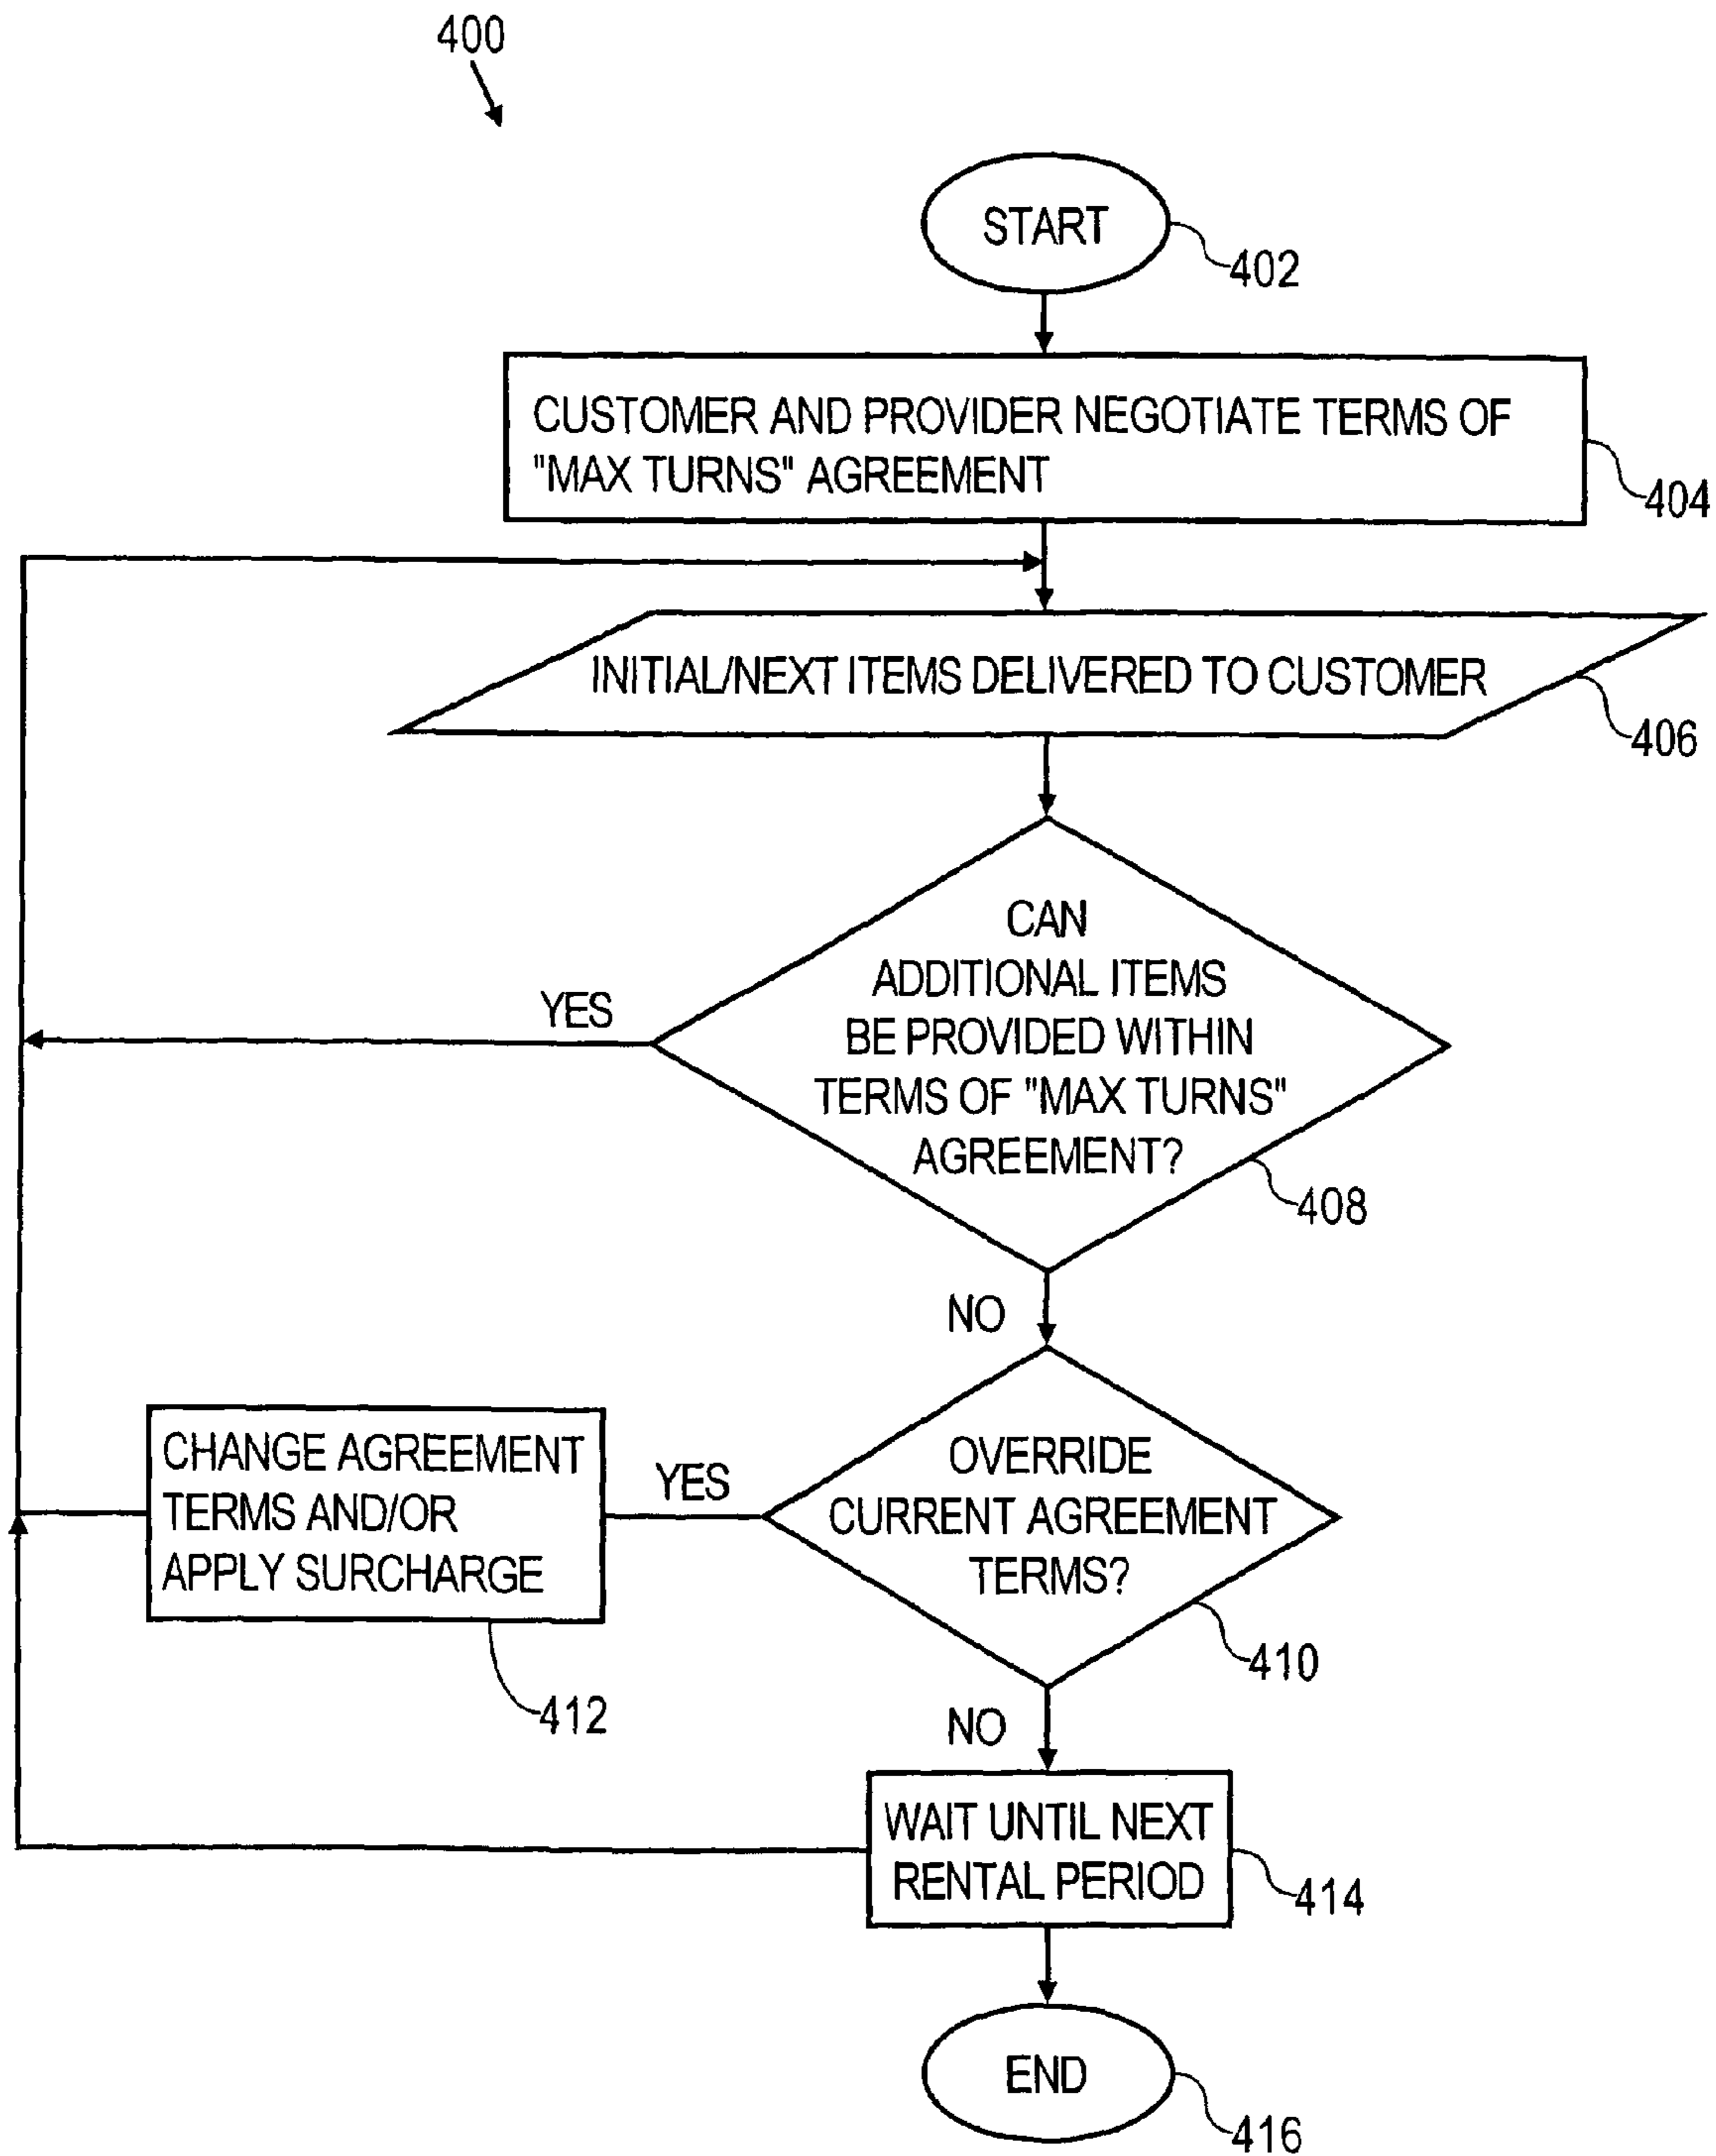 400
START
402
CUSTOMER AND PROVIDER NEGOTIATE TERMS OF
"MAX TURNS" AGREEMENT
404
INITIAL/NEXT ITEMS DELIVERED TO CUSTOMER
406
CAN
ADDITIONAL ITEMS
BE PROVIDED WITHIN
TERMS OF "MAX TURNS"
AGREEMENT?
YES
408
NO
OVERRIDE
CURRENT AGREEMENT
TERMS?
YES
CHANGE AGREEMENT
TERMS AND/OR
APPLY SURCHARGE
410
412
NO
WAIT UNTIL NEXT
RENTAL PERIOD
414
END
416